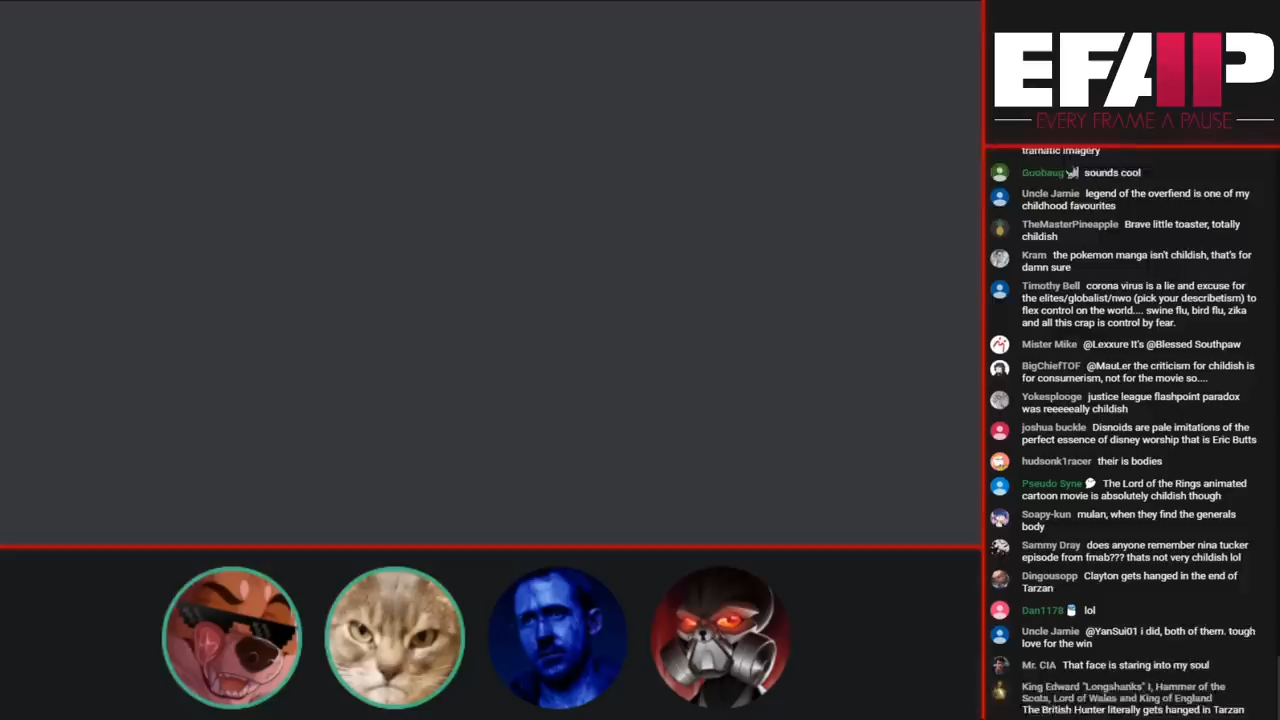 EFAP
EVERY FRAME A PAUSE
tramatic imagery
Goobaug sounds cool
Uncle Jamie legend of the overfiend is one of my
childhood favourites
TheMasterPineapple Brave little toaster, totally
childish
Kram the pokemon manga isn't childish, that's for
damn sure
Timothy Bell corona virus is a lie and excuse for
the elites/globalist/nwo (pick your describetism) to
flex control on the world.... swine flu, bird flu, zika
and all this crap is control by fear.
Mister Mike @Lexxure It's @Blessed Southpaw
BigChiefTOF @MauLer the criticism for childish is
for consumerism, not for the movie so....
Yokesplooge justice league flashpoint paradox
was reeeeeally childish
joshua buckle Disnoids are pale imitations of the
perfect essence of disney worship that is Eric Butts
hudsonk1racer their is bodies
Pseudo Syne The Lord of the Rings animated
cartoon movie is absolutely childish though
Soapy-kun mulan, when they find the generals
body
Sammy Dray does anyone remember nina tucker
episode from fmab??? thats not very childish lol
Dingousopp Clayton gets hanged in the end of
Tarzan
Dan1178 lol
Uncle Jamie @YanSui01 i did, both of them. tough
love for the win
Mr. CIA That face is staring into my soul
King Edward "Longshanks" I, Hammer of the
Scots, Lord of Wales and King of England
The British Hunter literally gets hanged in Tarzan